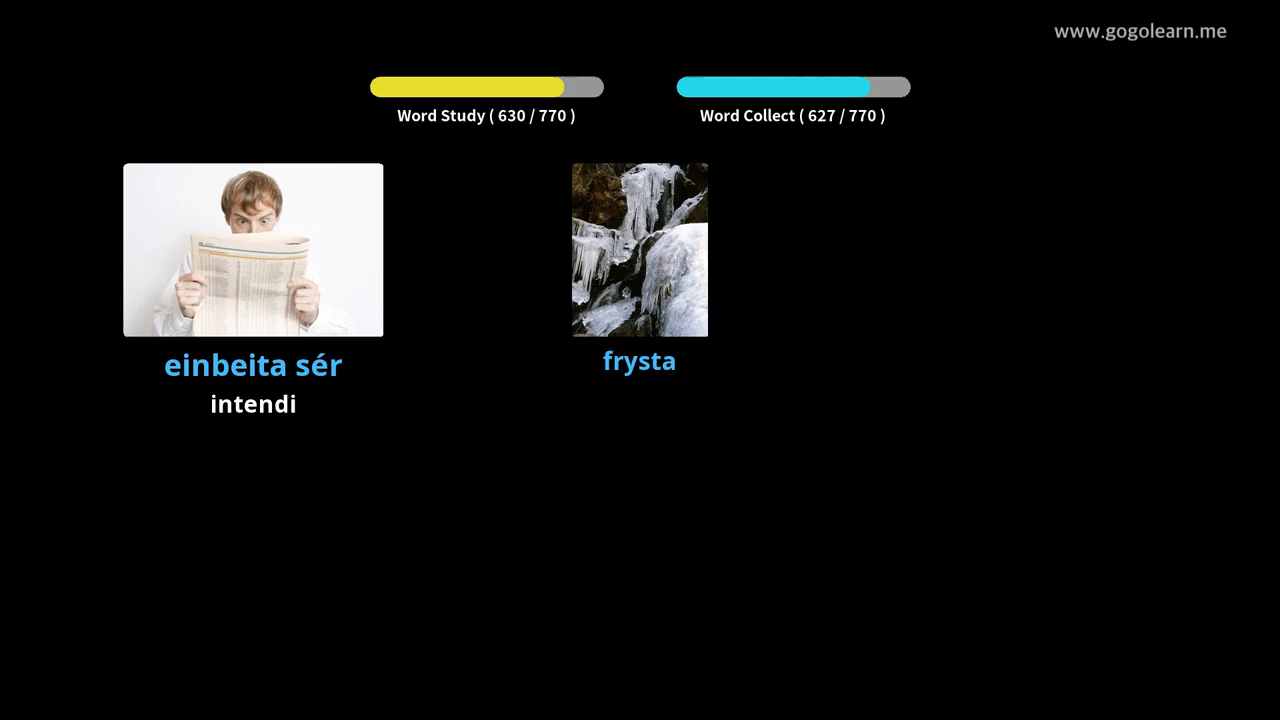 www.gogolearn.me
Word Study ( 630 / 770 )
Word Collect ( 627 / 770 )
einbeita sér
intendi
frysta